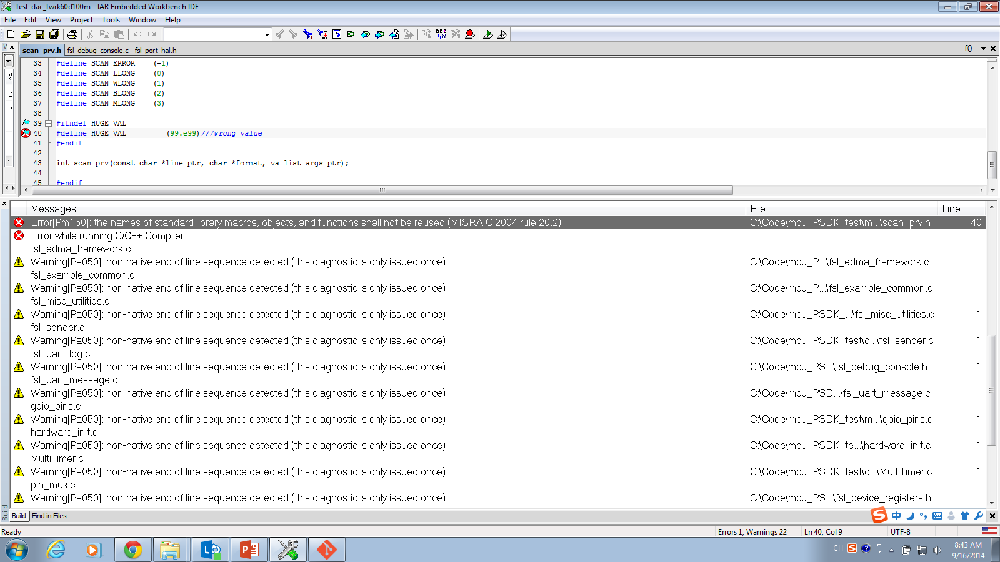 test-dac_twrk60d100m - IAR Embedded Workbench IDE
File Edit View Project Tools Window Help
scan_prv.h fsl_debug_console.c fsl_port_hal.h f()
33 #define SCAN_ERROR (-1)
34 #define SCAN_LLONG (0)
35 #define SCAN_WLONG (1)
36 #define SCAN_BLONG (2)
37 #define SCAN_MLONG (3)
38
39 #ifndef HUGE_VAL
40 #define HUGE_VAL (99.e99)///wrong value
41 #endif
42
43 int scan_prv(const char *line_ptr, char *format, va_list args_ptr);
44
45 #endif
Messages File Line
Error[Pm150]: the names of standard library macros, objects, and functions shall not be reused (MISRA C 2004 rule 20.2) C:\Code\mcu_PSDK_test\m...\scan_prv.h 40
Error while running C/C++ Compiler
fsl_edma_framework.c
Warning[Pa050]: non-native end of line sequence detected (this diagnostic is only issued once) C:\Code\mcu_P...\fsl_edma_framework.c 1
fsl_example_common.c
Warning[Pa050]: non-native end of line sequence detected (this diagnostic is only issued once) C:\Code\mcu_P...\fsl_example_common.c 1
fsl_misc_utilities.c
Warning[Pa050]: non-native end of line sequence detected (this diagnostic is only issued once) C:\Code\mcu_PSDK_...\fsl_misc_utilities.c 1
fsl_sender.c
Warning[Pa050]: non-native end of line sequence detected (this diagnostic is only issued once) C:\Code\mcu_PSDK_test\c...\fsl_sender.c 1
fsl_uart_log.c
Warning[Pa050]: non-native end of line sequence detected (this diagnostic is only issued once) C:\Code\mcu_PS...\fsl_debug_console.h 1
fsl_uart_message.c
Warning[Pa050]: non-native end of line sequence detected (this diagnostic is only issued once) C:\Code\mcu_PSD...\fsl_uart_message.c 1
gpio_pins.c
Warning[Pa050]: non-native end of line sequence detected (this diagnostic is only issued once) C:\Code\mcu_PSDK_test\m...\gpio_pins.c 1
hardware_init.c
Warning[Pa050]: non-native end of line sequence detected (this diagnostic is only issued once) C:\Code\mcu_PSDK_te...\hardware_init.c 1
MultiTimer.c
Warning[Pa050]: non-native end of line sequence detected (this diagnostic is only issued once) C:\Code\mcu_PSDK_test\c...\MultiTimer.c 1
pin_mux.c
Warning[Pa050]: non-native end of line sequence detected (this diagnostic is only issued once) C:\Code\mcu_PS...\fsl_device_registers.h 1
Build
Build Find in Files
中
Ready Errors 1, Warnings 22 Ln 40, Col 9 UTF-8
CH 8:43 AM
9/16/2014